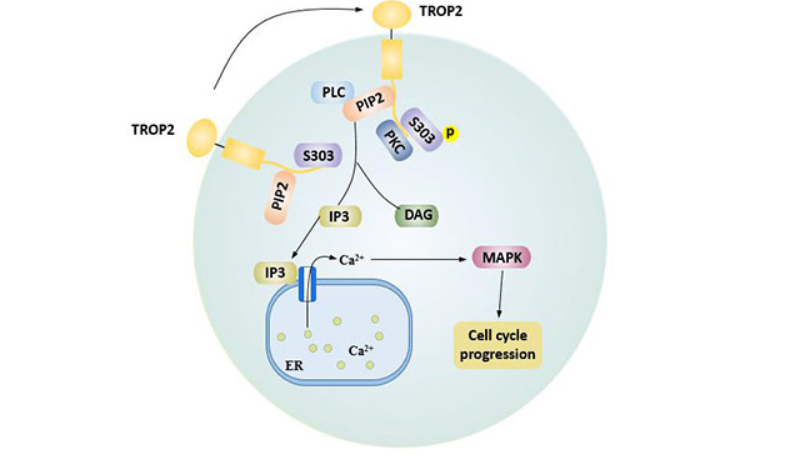 TROP2
PLC
PIP2
S303
P
PKC
TROP2
S303
PIP2
IP3
DAG
IP3
Ca²⁺
MAPK
Cell cycle
progression
Ca²⁺
ER